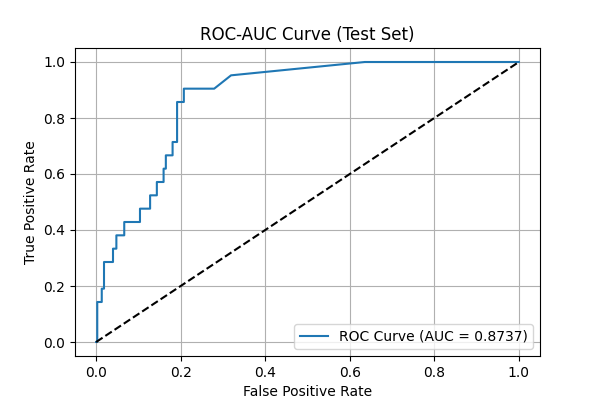 ROC-AUC Curve (Test Set)
True Positive Rate
1.0
0.8
0.6
0.4
0.2
0.0
ROC Curve (AUC = 0.8737)
0.0 0.2 0.4 0.6 0.8 1.0
False Positive Rate